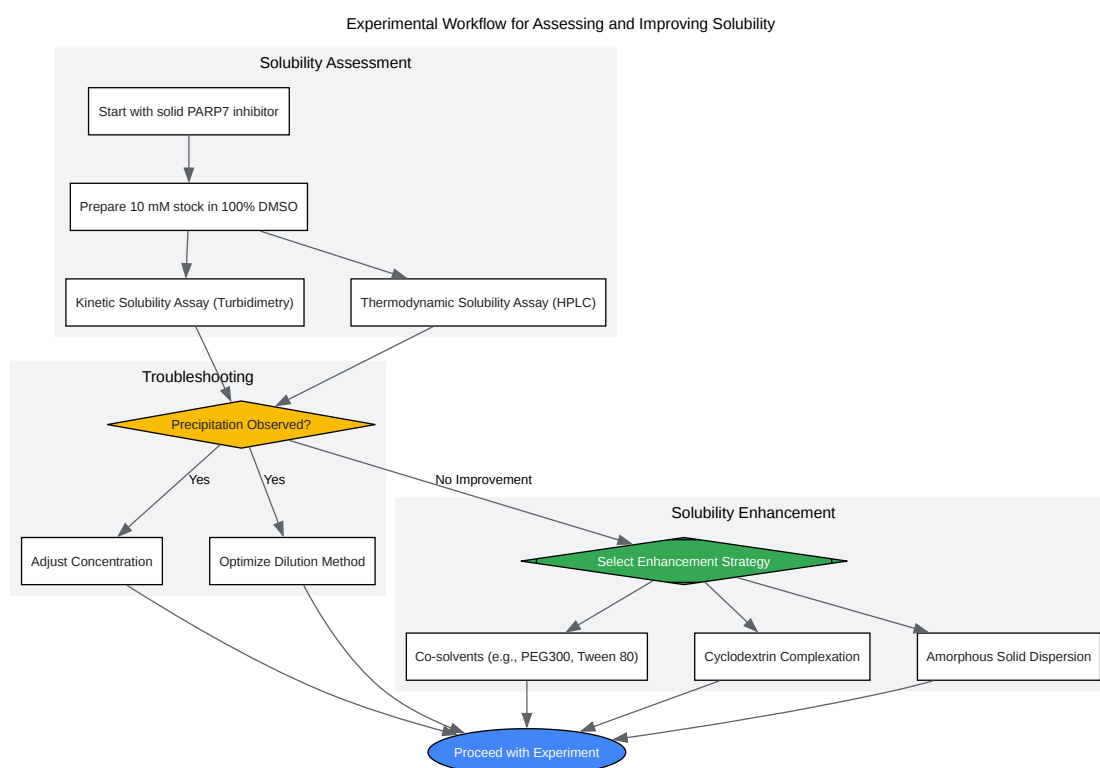 Experimental Workflow for Assessing and Improving Solubility
Solubility Assessment
Start with solid PARP7 inhibitor
Prepare 10 mM stock in 100% DMSO
Kinetic Solubility Assay (Turbidimetry)
Thermodynamic Solubility Assay (HPLC)
Troubleshooting
Precipitation Observed?
Yes
Yes
No Improvement
Solubility Enhancement
Adjust Concentration
Optimize Dilution Method
Select Enhancement Strategy
Co-solvents (e.g., PEG300, Tween 80)
Cyclodextrin Complexation
Amorphous Solid Dispersion
Proceed with Experiment